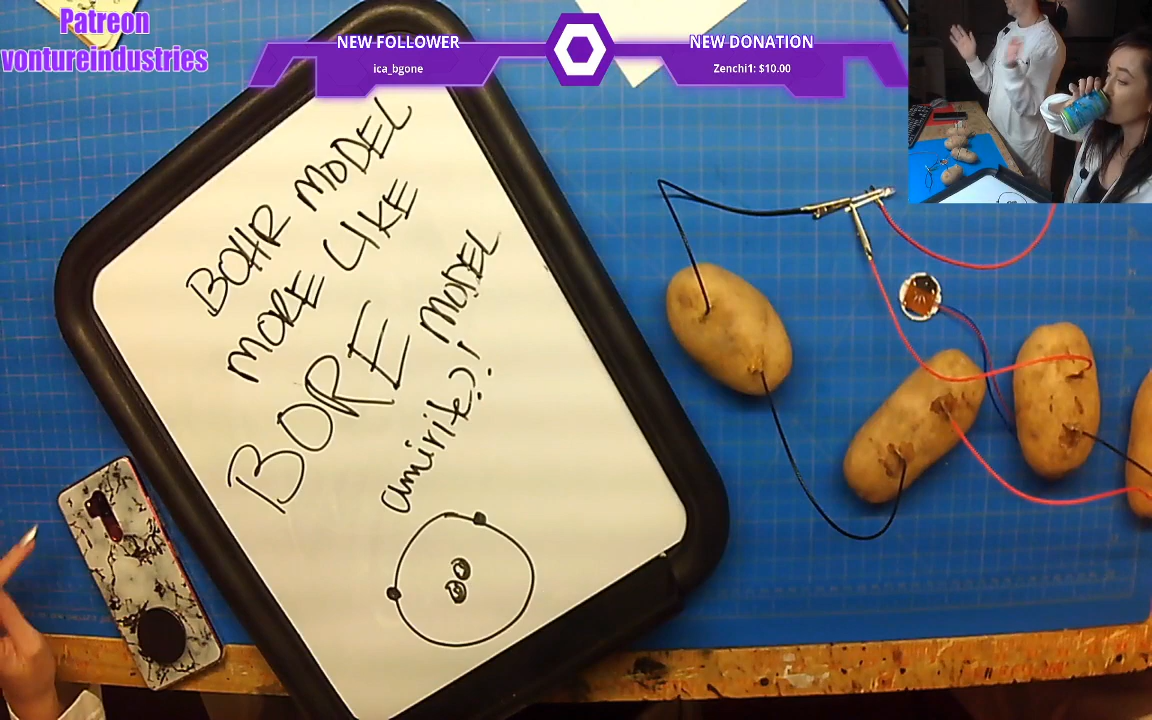 Patreon
vontureindustries
NEW FOLLOWER
ica_bgone
NEW DONATION
Zenchi1: $10.00
BOHR MODEL
MORE LIKE
BORE MODEL
amirite?!